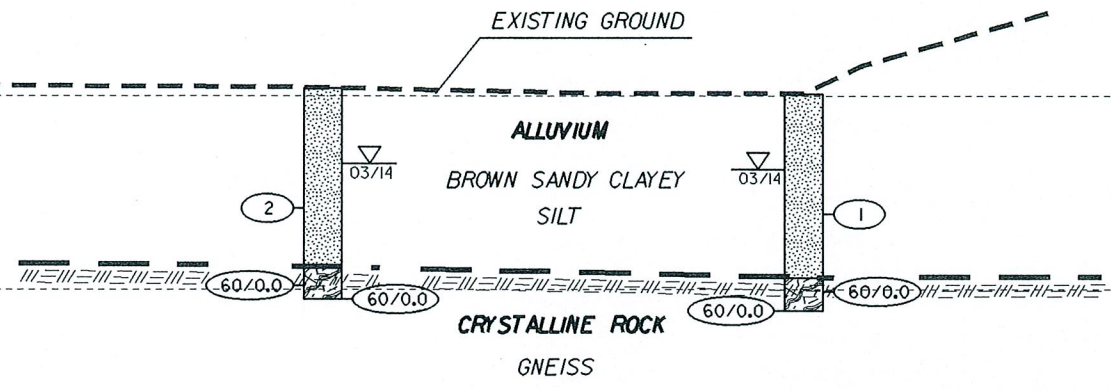 EXISTING GROUND
ALLUVIUM
03/14
03/14
BROWN SANDY CLAYEY
SILT
2
1
60/0.0
60/0.0
60/0.0
60/0.0
CRYSTALLINE ROCK
GNEISS